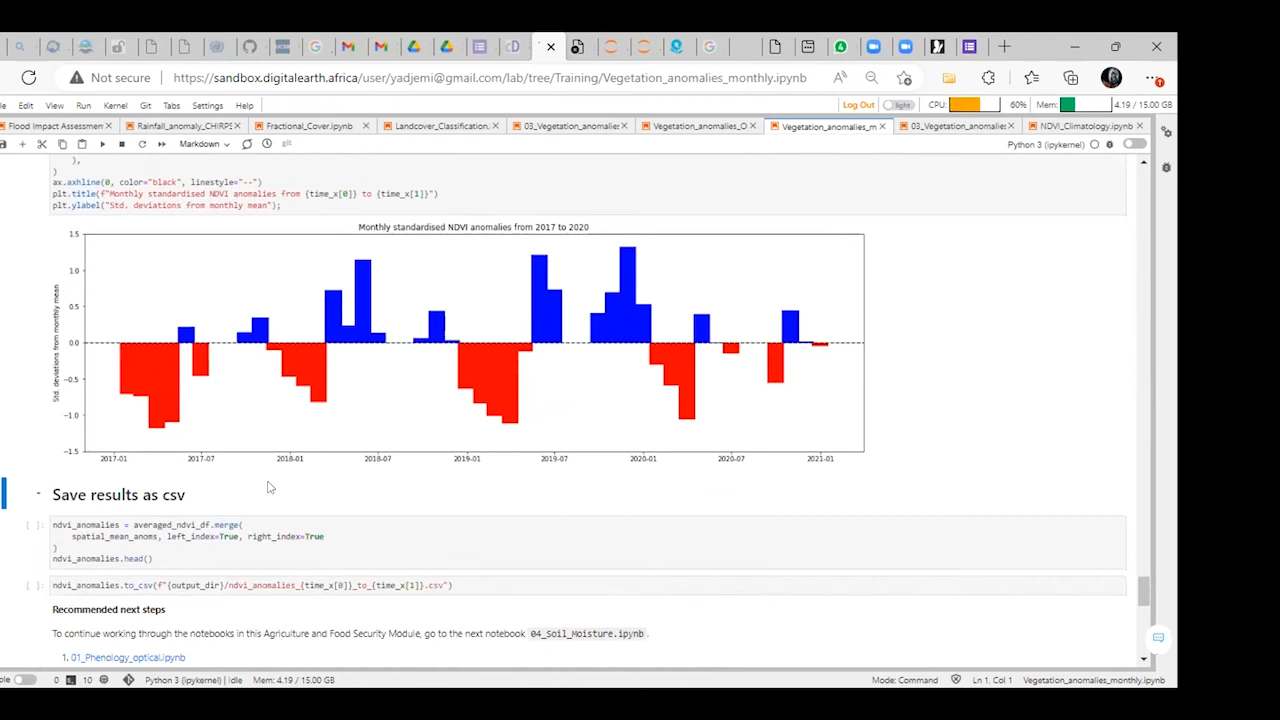 Not secure
https://sandbox.digitalearth.africa/user/yadjemi@gmail.com/lab/tree/Training/Vegetation_anomalies_monthly.ipynb
Edit View Run Kernel Git Tabs Settings Help
Log Out light CPU: 60% Mem: 4.19 / 15.00 GB
Flood Impact Assessmen Rainfall_anomaly_CHIRPS Fractional_Cover.ipynb Landcover_Classification. 03_Vegetation_anomalies Vegetation_anomalies_O Vegetation_anomalies_m 03_Vegetation_anomalies NDVI_Climatology.ipynb
Markdown git Python 3 (ipykernel)
),
)
ax.axhline(0, color="black", linestyle="--")
plt.title(f"Monthly standardised NDVI anomalies from {time_x[0]} to {time_x[1]}")
plt.ylabel("Std. deviations from monthly mean");
Monthly standardised NDVI anomalies from 2017 to 2020
Std. deviations from monthly mean
1.5
1.0
0.5
0.0
−0.5
−1.0
−1.5
2017-01 2017-07 2018-01 2018-07 2019-01 2019-07 2020-01 2020-07 2021-01
Save results as csv
[ ]: ndvi_anomalies = averaged_ndvi_df.merge(
spatial_mean_anoms, left_index=True, right_index=True
)
ndvi_anomalies.head()
[ ]: ndvi_anomalies.to_csv(f"{output_dir}/ndvi_anomalies_{time_x[0]}_to_{time_x[1]}.csv")
Recommended next steps
To continue working through the notebooks in this Agriculture and Food Security Module, go to the next notebook 04_Soil_Moisture.ipynb.
1. 01_Phenology_optical.ipynb
0 10 Python 3 (ipykernel) | Idle Mem: 4.19 / 15.00 GB Mode: Command Ln 1, Col 1 Vegetation_anomalies_monthly.ipynb